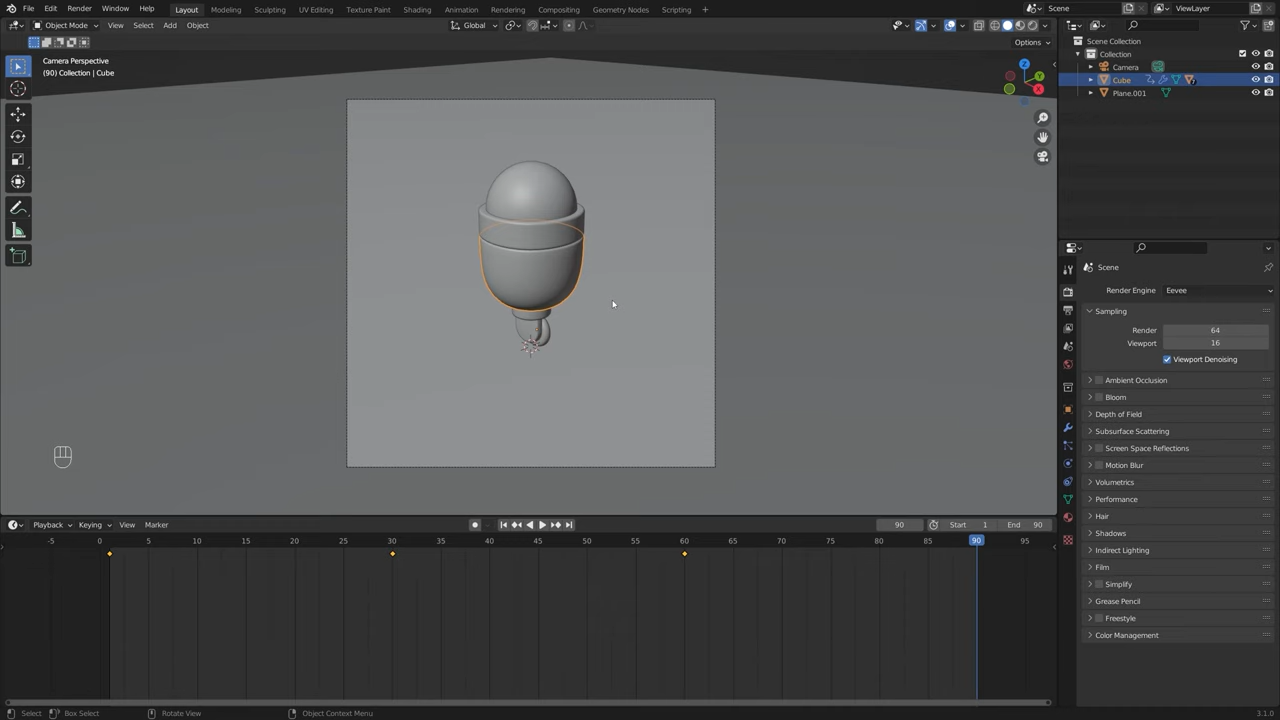 File Edit Render Window Help Layout Modeling Sculpting UV Editing Texture Paint Shading Animation Rendering Compositing Geometry Nodes Scripting + Scene ViewLayer
Object Mode View Select Add Object Global
Options
Camera Perspective
(90) Collection | Cube
Y
X
Z
Scene Collection
Collection
Camera
Cube
Plane.001
Scene
Render Engine Eevee
Sampling
Render 64
Viewport 16
Viewport Denoising
Ambient Occlusion
Bloom
Depth of Field
Subsurface Scattering
Screen Space Reflections
Motion Blur
Volumetrics
Performance
Hair
Shadows
Indirect Lighting
Film
Simplify
Grease Pencil
Freestyle
Color Management
Playback Keying View Marker 90 Start 1 End 90
-5 0 5 10 15 20 25 30 35 40 45 50 55 60 65 70 75 80 85 90 95
Select Box Select Rotate View Object Context Menu 3.1.0